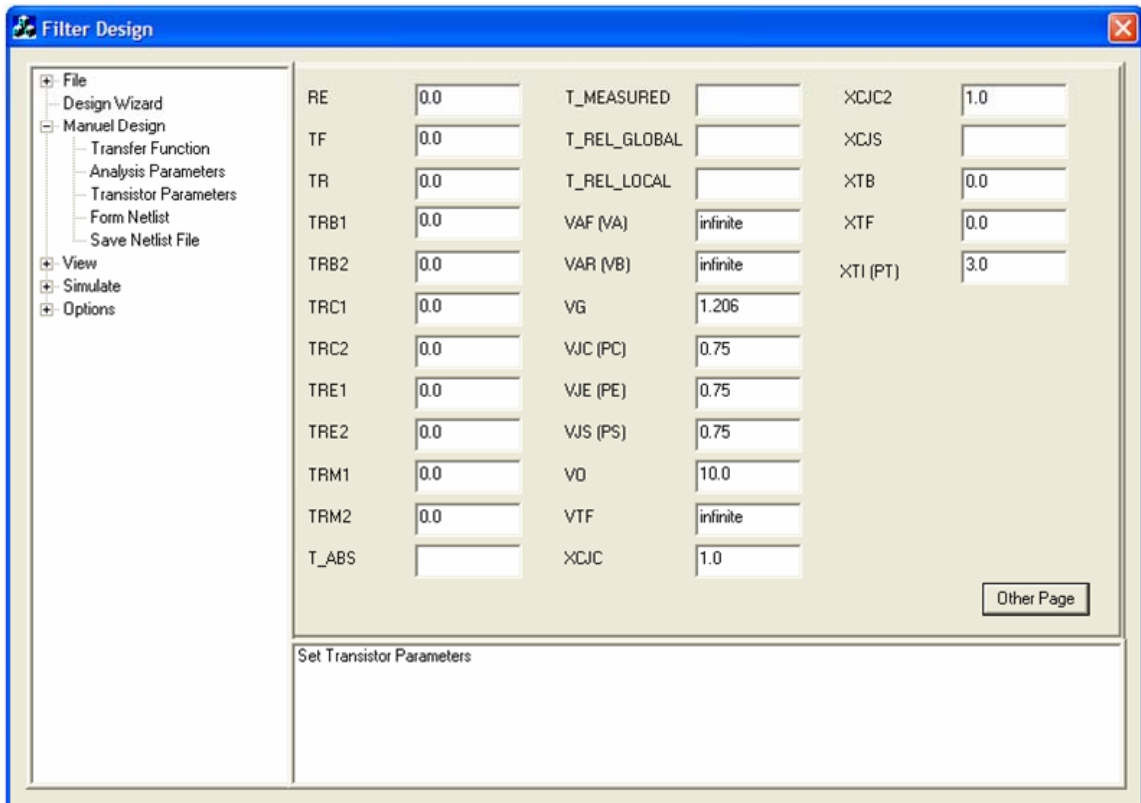 Filter Design
File
Design Wizard
Manuel Design
Transfer Function
Analysis Parameters
Transistor Parameters
Form Netlist
Save Netlist File
View
Simulate
Options
RE 0.0 T_MEASURED XCJC2 1.0
TF 0.0 T_REL_GLOBAL XCJS
TR 0.0 T_REL_LOCAL XTB 0.0
TRB1 0.0 VAF (VA) infinite XTF 0.0
TRB2 0.0 VAR (VB) infinite XTI (PT) 3.0
TRC1 0.0 VG 1.206
TRC2 0.0 VJC (PC) 0.75
TRE1 0.0 VJE (PE) 0.75
TRE2 0.0 VJS (PS) 0.75
TRM1 0.0 VO 10.0
TRM2 0.0 VTF infinite
T_ABS XCJC 1.0
Other Page
Set Transistor Parameters